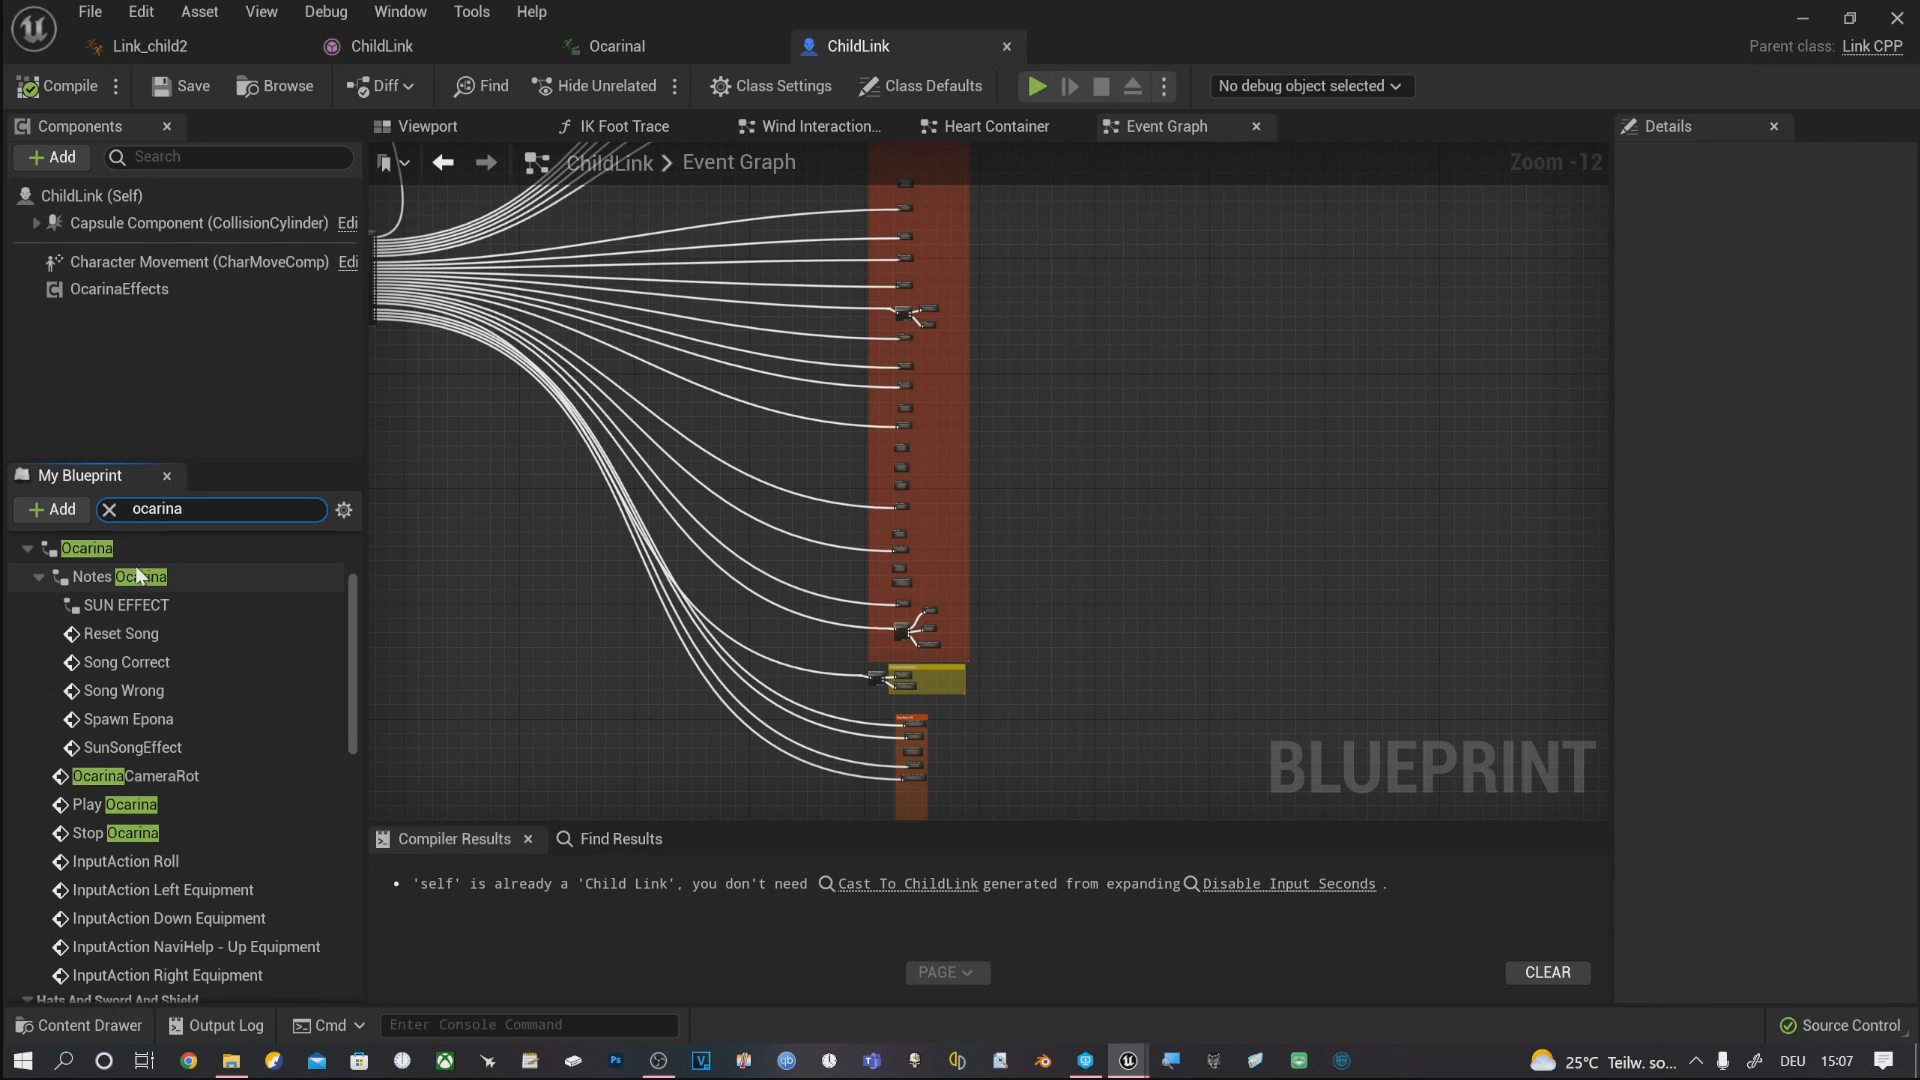 File Edit Asset View Debug Window Tools Help
Link_child2 ChildLink Ocarinal ChildLink
Parent class: Link CPP
Compile Save Browse Diff Find Hide Unrelated Class Settings Class Defaults No debug object selected
Components
Viewport IK Foot Trace Wind Interaction... Heart Container Event Graph Details
Add Search
ChildLink > Event Graph
Zoom -12
ChildLink (Self)
Capsule Component (CollisionCylinder) Edi
Character Movement (CharMoveComp) Edi
OcarinaEffects
My Blueprint
Add ocarina
Ocarina
Notes Ocarina
SUN EFFECT
Reset Song
Song Correct
Song Wrong
Spawn Epona
SunSongEffect
OcarinaCameraRot
Play Ocarina
Stop Ocarina
InputAction Roll
InputAction Left Equipment
InputAction Down Equipment
InputAction NaviHelp - Up Equipment
InputAction Right Equipment
Hats And Sword And Shield
BLUEPRINT
Compiler Results Find Results
• 'self' is already a 'Child Link', you don't need Cast To ChildLink generated from expanding Disable Input Seconds .
PAGE
CLEAR
Content Drawer Output Log Cmd Enter Console Command Source Control
25°C Teilw. so... DEU 15:07